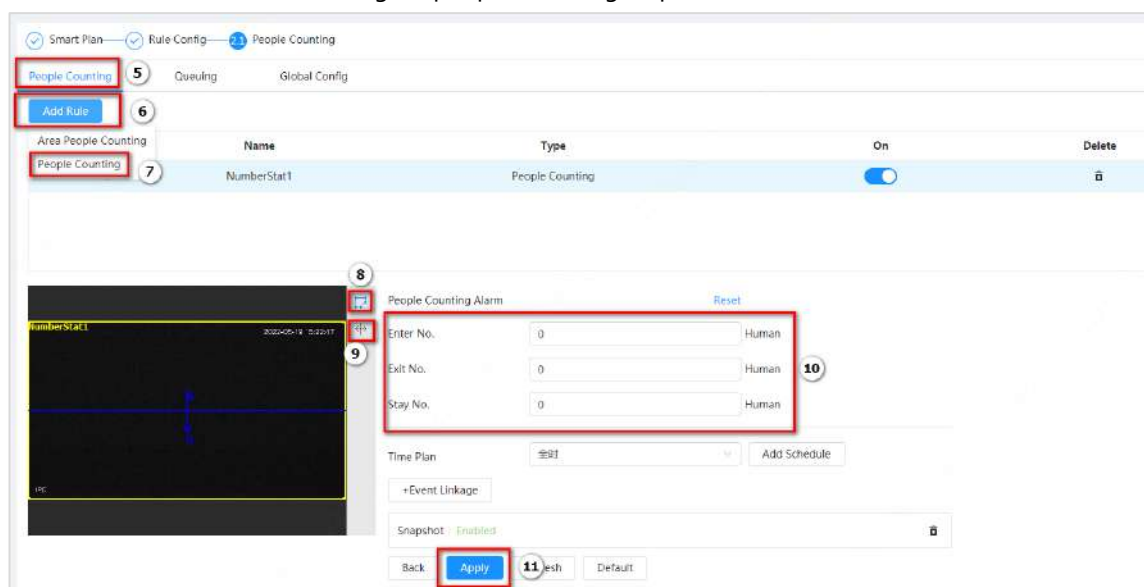 Smart Plan Rule Config 2.1 People Counting
People Counting 5 Queuing Global Config
Add Rule 6
Area People Counting Name Type On Delete
People Counting 7
NumberStat1 People Counting
8
People Counting Alarm Reset
NumberStat1
Enter No. 0 Human
9
Exit No. 0 Human 10
Stay No. 0 Human
Time Plan 全时 Add Schedule
IPC
+Event Linkage
Snapshot Enabled
Back Apply 11 esh Default